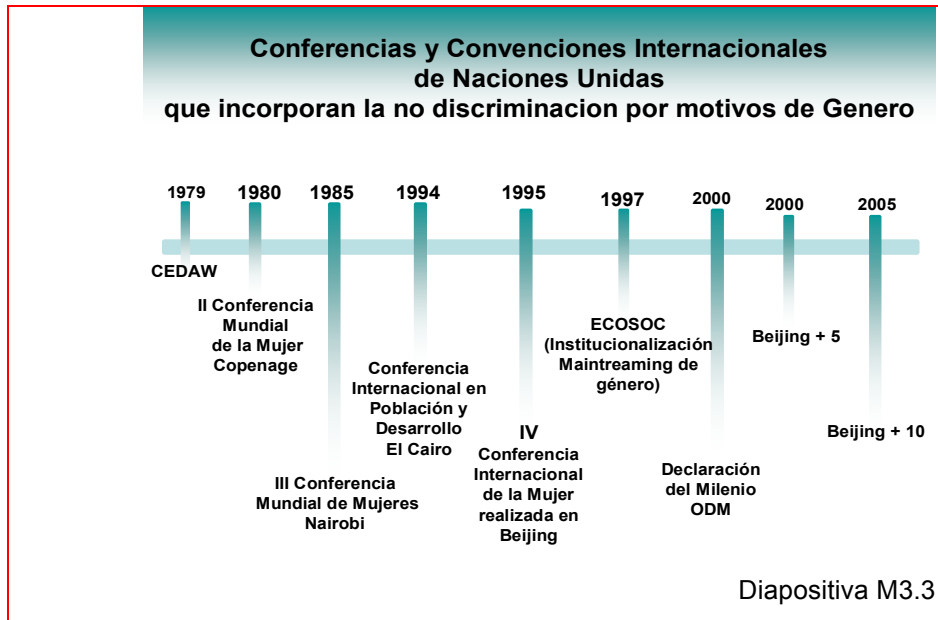 Conferencias y Convenciones Internacionales
de Naciones Unidas
que incorporan la no discriminacion por motivos de Genero
1979
CEDAW
1980
II Conferencia
Mundial
de la Mujer
Copenage
1985
III Conferencia
Mundial de Mujeres
Nairobi
1994
Conferencia
Internacional en
Población y
Desarrollo
El Cairo
1995
IV
Conferencia
Internacional
de la Mujer
realizada en
Beijing
1997
ECOSOC
(Institucionalización
Maintreaming de
género)
2000
Declaración
del Milenio
ODM
2000
Beijing + 5
2005
Beijing + 10
Diapositiva M3.3